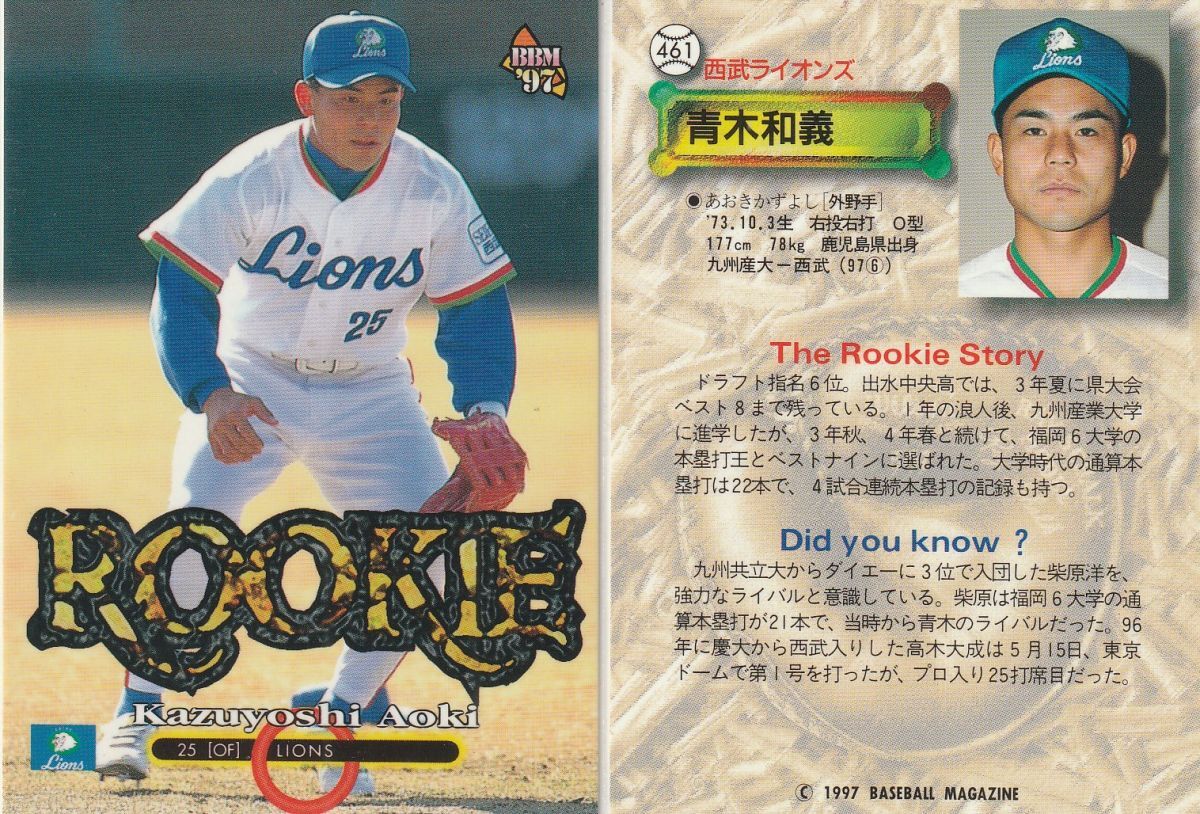 Lions
BBM
'97
Lions
25
ROOKIE
Kazuyoshi Aoki
25 [OF] LIONS
Lions
461
西武ライオンズ
青木和義
Lions
●あおきかずよし[外野手]
'73.10.3生 右投右打 O型
177cm 78kg 鹿児島県出身
九州産大ー西武(97⑥)
The Rookie Story
ドラフト指名6位。出水中央高では、3年夏に県大会
ベスト8まで残っている。1年の浪人後、九州産業大学
に進学したが、3年秋、4年春と続けて、福岡6大学の
本塁打王とベストナインに選ばれた。大学時代の通算本
塁打は22本で、4試合連続本塁打の記録も持つ。
Did you know ?
九州共立大からダイエーに3位で入団した柴原洋を、
強力なライバルと意識している。柴原は福岡6大学の通
算本塁打が21本で、当時から青木のライバルだった。96
年に慶大から西武入りした高木大成は5月15日、東京
ドームで第1号を打ったが、プロ入り25打席目だった。
© 1997 BASEBALL MAGAZINE